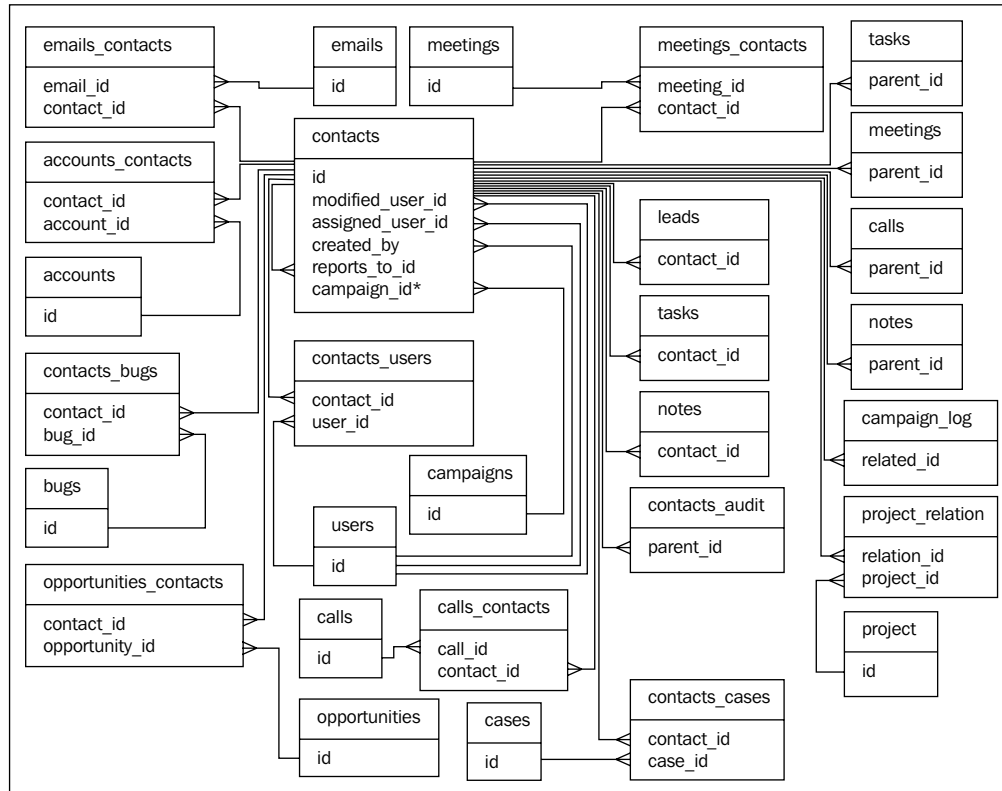 emails_contacts
email_id
contact_id
emails
id
meetings
id
meetings_contacts
meeting_id
contact_id
tasks
parent_id
accounts_contacts
contact_id
account_id
contacts
id
modified_user_id
assigned_user_id
created_by
reports_to_id
campaign_id*
meetings
parent_id
leads
contact_id
calls
parent_id
accounts
id
tasks
contact_id
notes
parent_id
contacts_bugs
contact_id
bug_id
contacts_users
contact_id
user_id
notes
contact_id
campaign_log
related_id
bugs
id
campaigns
id
users
id
contacts_audit
parent_id
project_relation
relation_id
project_id
opportunities_contacts
contact_id
opportunity_id
calls
id
calls_contacts
call_id
contact_id
project
id
opportunities
id
cases
id
contacts_cases
contact_id
case_id